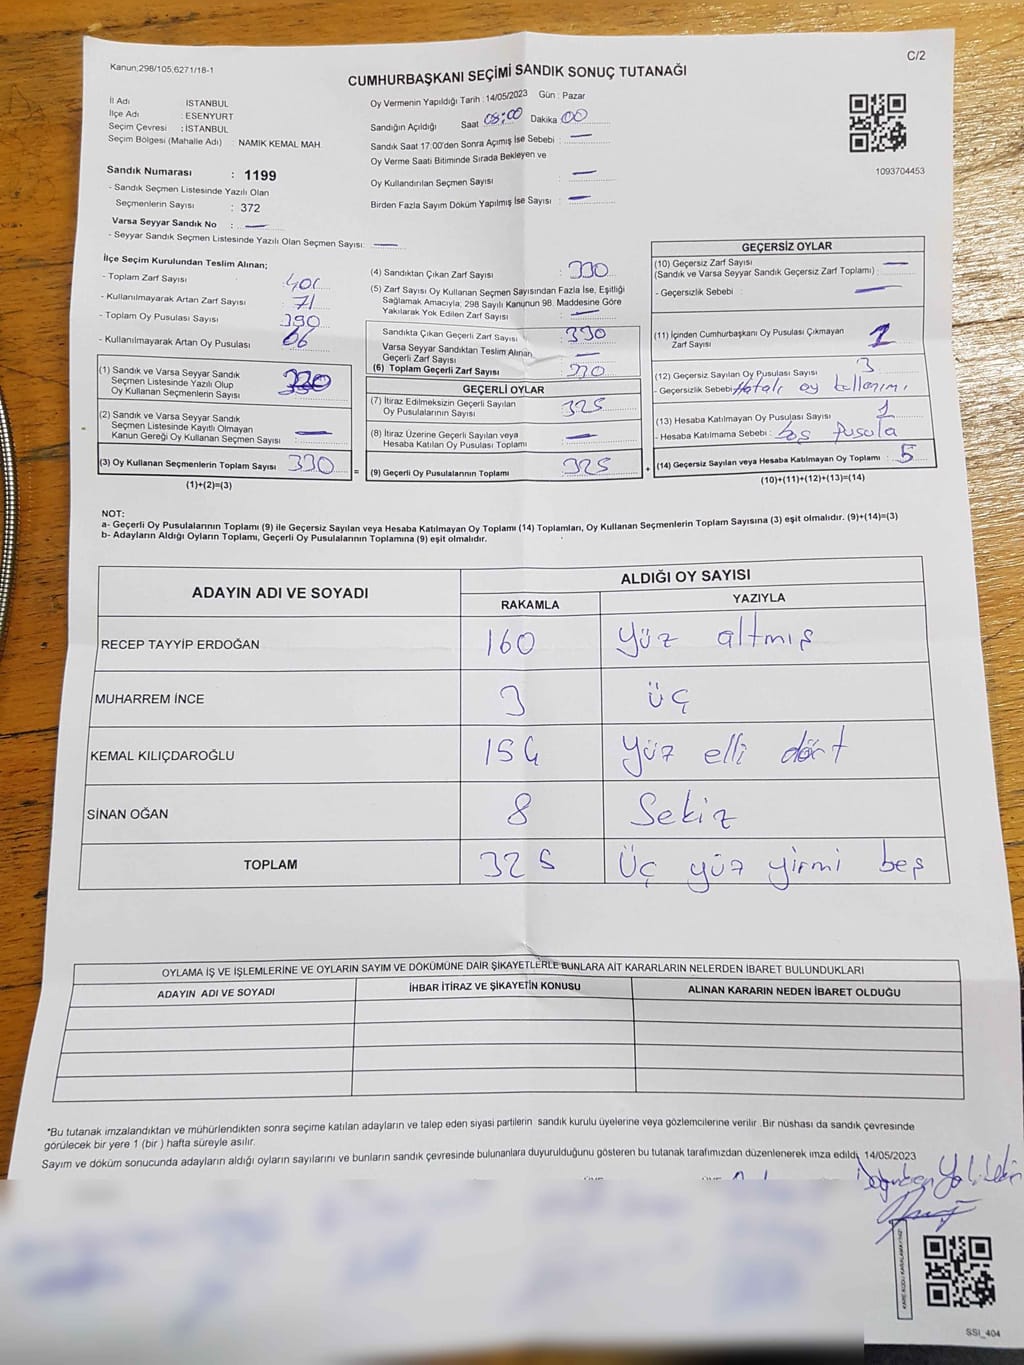 Kanun;298/105,6271/18-1
C/2
CUMHURBAŞKANI SEÇİMİ SANDIK SONUÇ TUTANAĞI
İl Adı : İSTANBUL
İlçe Adı : ESENYURT
Seçim Çevresi : İSTANBUL
Seçim Bölgesi (Mahalle Adı) : NAMIK KEMAL MAH.
Sandık Numarası : 1199
- Sandık Seçmen Listesinde Yazılı Olan
Seçmenlerin Sayısı : 372
Varsa Seyyar Sandık No : —
- Seyyar Sandık Seçmen Listesinde Yazılı Olan Seçmen Sayısı: —
Oy Vermenin Yapıldığı Tarih : 14/05/2023 Gün : Pazar
Sandığın Açıldığı Saat 08:00 Dakika 00
Sandık Saat 17:00'den Sonra Açımış İse Sebebi : —
Oy Verme Saati Bitiminde Sırada Bekleyen ve
Oy Kullandırılan Seçmen Sayısı : —
Birden Fazla Sayım Döküm Yapılmış İse Sayısı : —
1093704453
İlçe Seçim Kurulundan Teslim Alınan;
- Toplam Zarf Sayısı :
- Kullanılmayarak Artan Zarf Sayısı : 71
- Toplam Oy Pusulası Sayısı : 390
- Kullanılmayarak Artan Oy Pusulası :
(1) Sandık ve Varsa Seyyar Sandık
Seçmen Listesinde Yazılı Olup
Oy Kullanan Seçmenlerin Sayısı : 330
(2) Sandık ve Varsa Seyyar Sandık
Seçmen Listesinde Kayıtlı Olmayan
Kanun Gereği Oy Kullanan Seçmen Sayısı : —
(3) Oy Kullanan Seçmenlerin Toplam Sayısı : 330
(1)+(2)=(3)
(4) Sandıktan Çıkan Zarf Sayısı : 330
(5) Zarf Sayısı Oy Kullanan Seçmen Sayısından Fazla İse, Eşitliği
Sağlamak Amacıyla; 298 Sayılı Kanunun 98. Maddesine Göre
Yakılarak Yok Edilen Zarf Sayısı : —
Sandıkta Çıkan Geçerli Zarf Sayısı : 330
Varsa Seyyar Sandıktan Teslim Alınan
Geçerli Zarf Sayısı : —
(6) Toplam Geçerli Zarf Sayısı : 330
GEÇERLİ OYLAR
(7) İtiraz Edilmeksizin Geçerli Sayılan
Oy Pusulalarının Sayısı : 325
(8) İtiraz Üzerine Geçerli Sayılan veya
Hesaba Katılan Oy Pusulası Toplamı : —
(9) Geçerli Oy Pusulalarının Toplamı : 325
GEÇERSİZ OYLAR
(10) Geçersiz Zarf Sayısı
(Sandık ve Varsa Seyyar Sandık Geçersiz Zarf Toplamı) : —
- Geçersizlik Sebebi : —
(11) İçinden Cumhurbaşkanı Oy Pusulası Çıkmayan
Zarf Sayısı : 1
(12) Geçersiz Sayılan Oy Pusulası Sayısı : 3
- Geçersizlik Sebebi : Hatalı oy kullanımı
(13) Hesaba Katılmayan Oy Pusulası Sayısı : 1
- Hesaba Katılmama Sebebi : boş pusula
(14) Geçersiz Sayılan veya Hesaba Katılmayan Oy Toplamı : 5
(10)+(11)+(12)+(13)=(14)
NOT:
a- Geçerli Oy Pusulalarının Toplamı (9) ile Geçersiz Sayılan veya Hesaba Katılmayan Oy Toplamı (14) Toplamları, Oy Kullanan Seçmenlerin Toplam Sayısına (3) eşit olmalıdır. (9)+(14)=(3)
b- Adayların Aldığı Oyların Toplamı, Geçerli Oy Pusulalarının Toplamına (9) eşit olmalıdır.
ADAYIN ADI VE SOYADI ALDIĞI OY SAYISI
RAKAMLA YAZIYLA
RECEP TAYYİP ERDOĞAN 160 yüz altmış
MUHARREM İNCE 3 üç
KEMAL KILIÇDAROĞLU 154 yüz elli dört
SİNAN OĞAN 8 Sekiz
TOPLAM 325 Üç yüz yirmi beş
OYLAMA İŞ VE İŞLEMLERİNE VE OYLARIN SAYIM VE DÖKÜMÜNE DAİR ŞİKAYETLERLE BUNLARA AİT KARARLARIN NELERDEN İBARET BULUNDUKLARI
ADAYIN ADI VE SOYADI İHBAR İTİRAZ VE ŞİKAYETİN KONUSU ALINAN KARARIN NEDEN İBARET OLDUĞU
*Bu tutanak imzalandıktan ve mühürlendikten sonra seçime katılan adayların ve talep eden siyasi partilerin sandık kurulu üyelerine veya gözlemcilerine verilir .Bir nüshası da sandık çevresinde
görülecek bir yere 1 (bir ) hafta süreyle asılır.
Sayım ve döküm sonucunda adayların aldığı oyların sayılarını ve bunların sandık çevresinde bulunanlara duyurulduğunu gösteren bu tutanak tarafımızdan düzenlenerek imza edildi. 14/05/2023
SSI_404